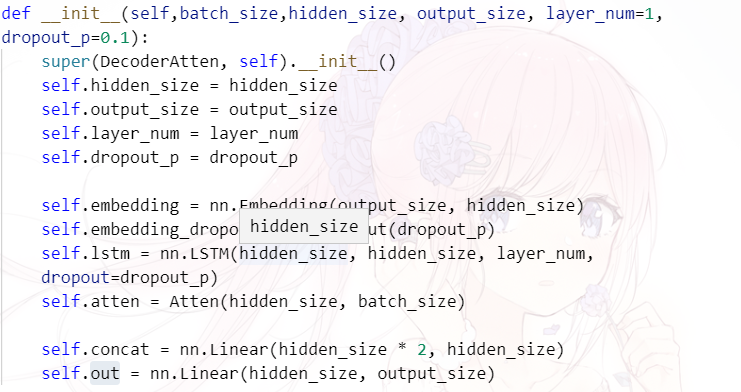 def __init__(self,batch_size,hidden_size, output_size, layer_num=1,
dropout_p=0.1):
super(DecoderAtten, self).__init__()
self.hidden_size = hidden_size
self.output_size = output_size
self.layer_num = layer_num
self.dropout_p = dropout_p
self.embedding = nn.Embedding(output_size, hidden_size)
self.embedding_dropo ut(dropout_p)
hidden_size
self.lstm = nn.LSTM(hidden_size, hidden_size, layer_num,
dropout=dropout_p)
self.atten = Atten(hidden_size, batch_size)
self.concat = nn.Linear(hidden_size * 2, hidden_size)
self.out = nn.Linear(hidden_size, output_size)